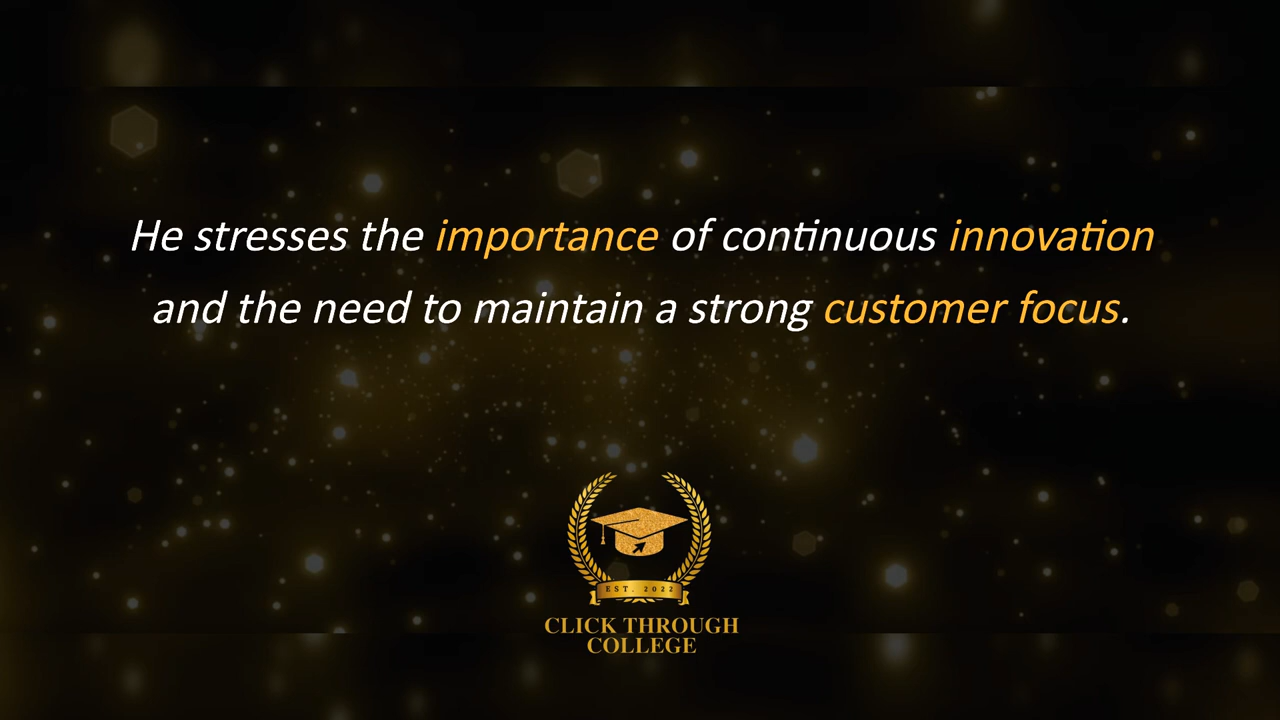 He stresses the importance of continuous innovation
and the need to maintain a strong customer focus.
EST. 2022
CLICK THROUGH
COLLEGE